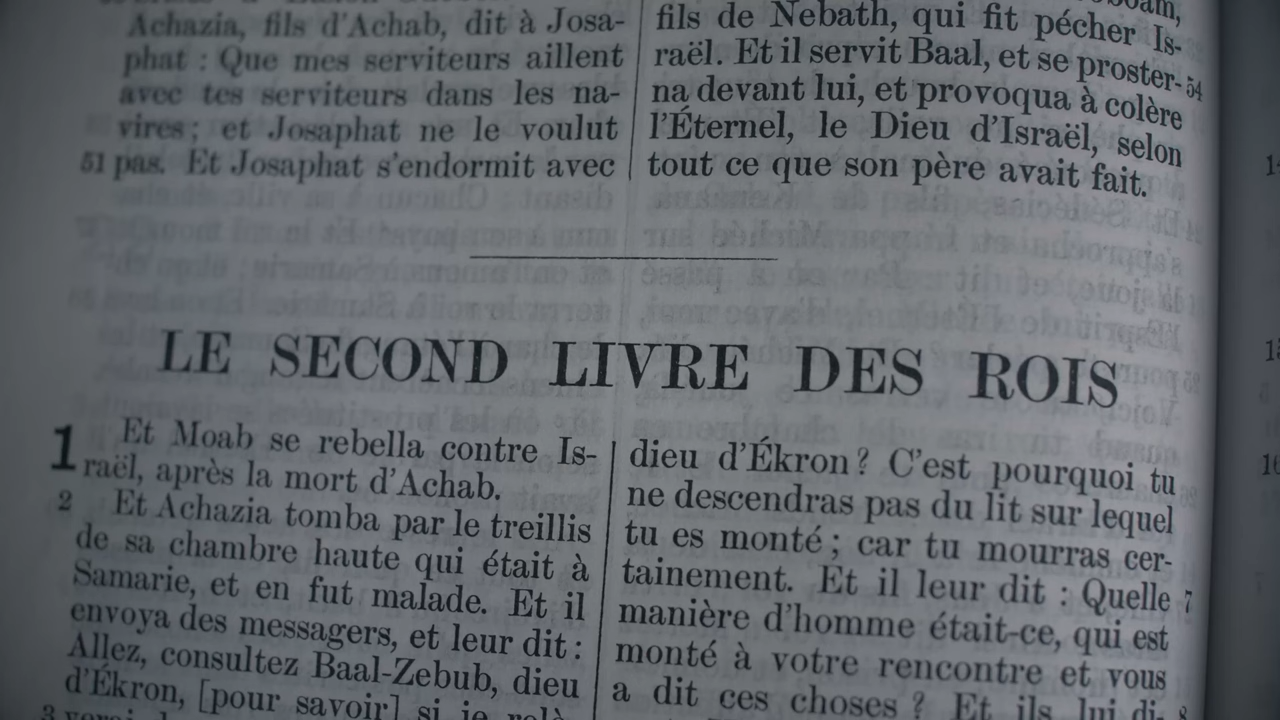 Achazia, fils d'Achab, dit à Josa-
phat : Que mes serviteurs aillent
avec tes serviteurs dans les na-
vires ; et Josaphat ne le voulut
51 pas. Et Josaphat s'endormit avec
fils de Nebath, qui fit pécher Is-
raël. Et il servit Baal, et se proster- 54
na devant lui, et provoqua à colère
l'Éternel, le Dieu d'Israël, selon
tout ce que son père avait fait.
LE SECOND LIVRE DES ROIS
1 Et Moab se rebella contre Is-
raël, après la mort d'Achab.
2 Et Achazia tomba par le treillis
de sa chambre haute qui était à
Samarie, et en fut malade. Et il
envoya des messagers, et leur dit :
Allez, consultez Baal-Zebub, dieu
d'Ékron, [pour savoir] si je relè
dieu d'Ékron ? C'est pourquoi tu
ne descendras pas du lit sur lequel
tu es monté ; car tu mourras cer-
tainement. Et il leur dit : Quelle 7
manière d'homme était-ce, qui est
monté à votre rencontre et vous
a dit ces choses ? Et ils lui di- 8